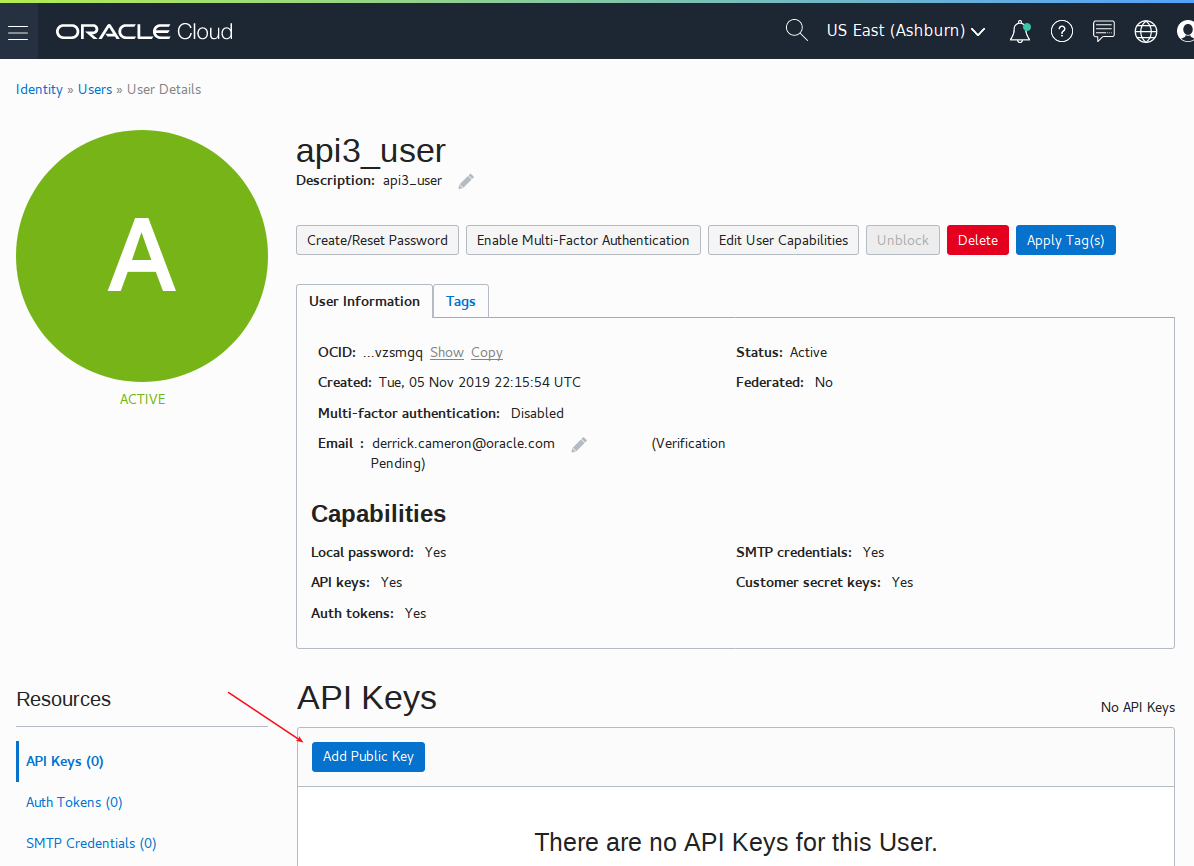 ORACLE Cloud US East (Ashburn)
Identity » Users » User Details
A
ACTIVE
api3_user
Description: api3_user
Create/Reset Password Enable Multi-Factor Authentication Edit User Capabilities Unblock Delete Apply Tag(s)
User Information Tags
OCID: ...vzsmgq Show Copy Status: Active
Created: Tue, 05 Nov 2019 22:15:54 UTC Federated: No
Multi-factor authentication: Disabled
Email : derrick.cameron@oracle.com (Verification
Pending)
Capabilities
Local password: Yes SMTP credentials: Yes
API keys: Yes Customer secret keys: Yes
Auth tokens: Yes
Resources
API Keys (0)
Auth Tokens (0)
SMTP Credentials (0)
API Keys No API Keys
Add Public Key
There are no API Keys for this User.